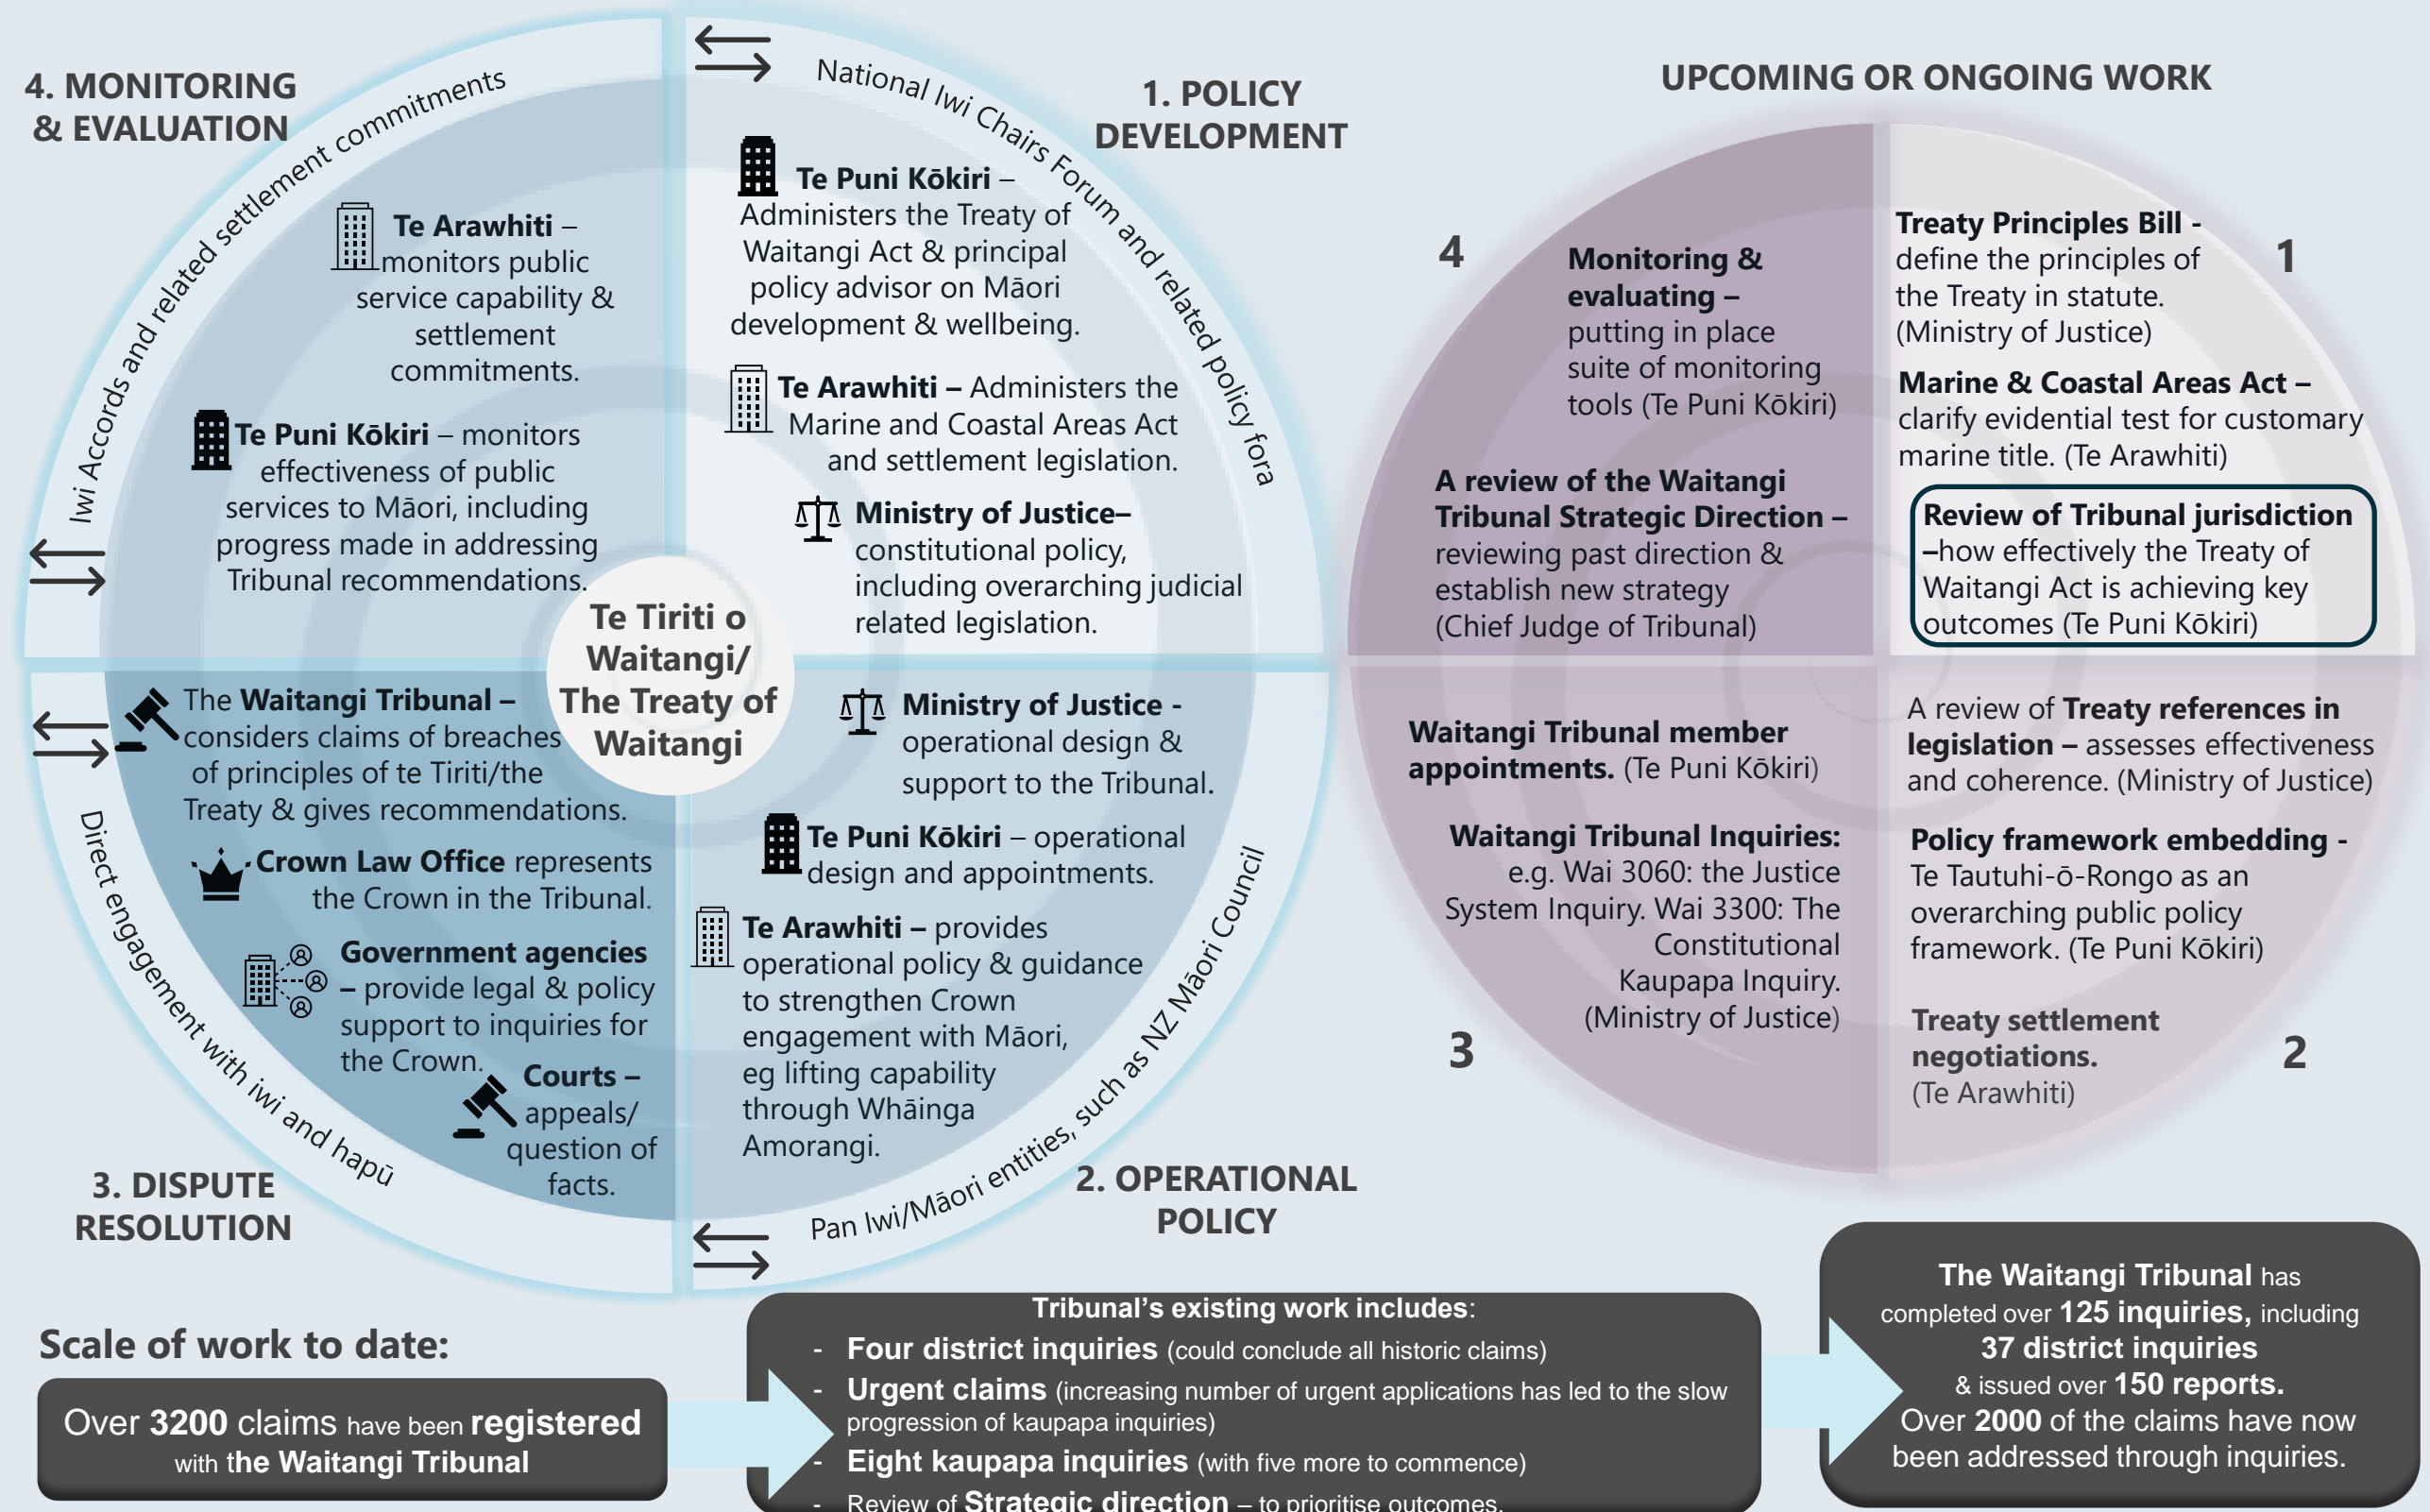 4. MONITORING
& EVALUATION
Iwi Accords and related settlement commitments
Te Arawhiti –
monitors public
service capability &
settlement
commitments.
Te Puni Kōkiri – monitors
effectiveness of public
services to Māori, including
progress made in addressing
Tribunal recommendations.
1. POLICY
DEVELOPMENT
National Iwi Chairs Forum and related policy fora
Te Puni Kōkiri –
Administers the Treaty of
Waitangi Act & principal
policy advisor on Māori
development & wellbeing.
Te Arawhiti – Administers the
Marine and Coastal Areas Act
and settlement legislation.
Ministry of Justice–
constitutional policy,
including overarching judicial
related legislation.
Te Tiriti o
Waitangi/
The Treaty of
Waitangi
The Waitangi Tribunal –
considers claims of breaches
of principles of te Tiriti/the
Treaty & gives recommendations.
Crown Law Office represents
the Crown in the Tribunal.
Government agencies
– provide legal & policy
support to inquiries for
the Crown.
Courts –
appeals/
question of
facts.
Direct engagement with iwi and hapū
3. DISPUTE
RESOLUTION
Ministry of Justice -
operational design &
support to the Tribunal.
Te Puni Kōkiri – operational
design and appointments.
Te Arawhiti – provides
operational policy & guidance
to strengthen Crown
engagement with Māori,
eg lifting capability
through Whāinga
Amorangi.
Pan Iwi/Māori entities, such as NZ Māori Council
2. OPERATIONAL
POLICY
UPCOMING OR ONGOING WORK
4
Monitoring &
evaluating –
putting in place
suite of monitoring
tools (Te Puni Kōkiri)
A review of the Waitangi
Tribunal Strategic Direction –
reviewing past direction &
establish new strategy
(Chief Judge of Tribunal)
1
Treaty Principles Bill -
define the principles of
the Treaty in statute.
(Ministry of Justice)
Marine & Coastal Areas Act –
clarify evidential test for customary
marine title. (Te Arawhiti)
Review of Tribunal jurisdiction
–how effectively the Treaty of
Waitangi Act is achieving key
outcomes (Te Puni Kōkiri)
Waitangi Tribunal member
appointments. (Te Puni Kōkiri)
Waitangi Tribunal Inquiries:
e.g. Wai 3060: the Justice
System Inquiry. Wai 3300: The
Constitutional
Kaupapa Inquiry.
(Ministry of Justice)
3
A review of Treaty references in
legislation – assesses effectiveness
and coherence. (Ministry of Justice)
Policy framework embedding -
Te Tautuhi-ō-Rongo as an
overarching public policy
framework. (Te Puni Kōkiri)
Treaty settlement
negotiations.
(Te Arawhiti)
2
Scale of work to date:
Over 3200 claims have been registered
with the Waitangi Tribunal
Tribunal's existing work includes:
- Four district inquiries (could conclude all historic claims)
- Urgent claims (increasing number of urgent applications has led to the slow
progression of kaupapa inquiries)
- Eight kaupapa inquiries (with five more to commence)
- Review of Strategic direction – to prioritise outcomes.
The Waitangi Tribunal has
completed over 125 inquiries, including
37 district inquiries
& issued over 150 reports.
Over 2000 of the claims have now
been addressed through inquiries.